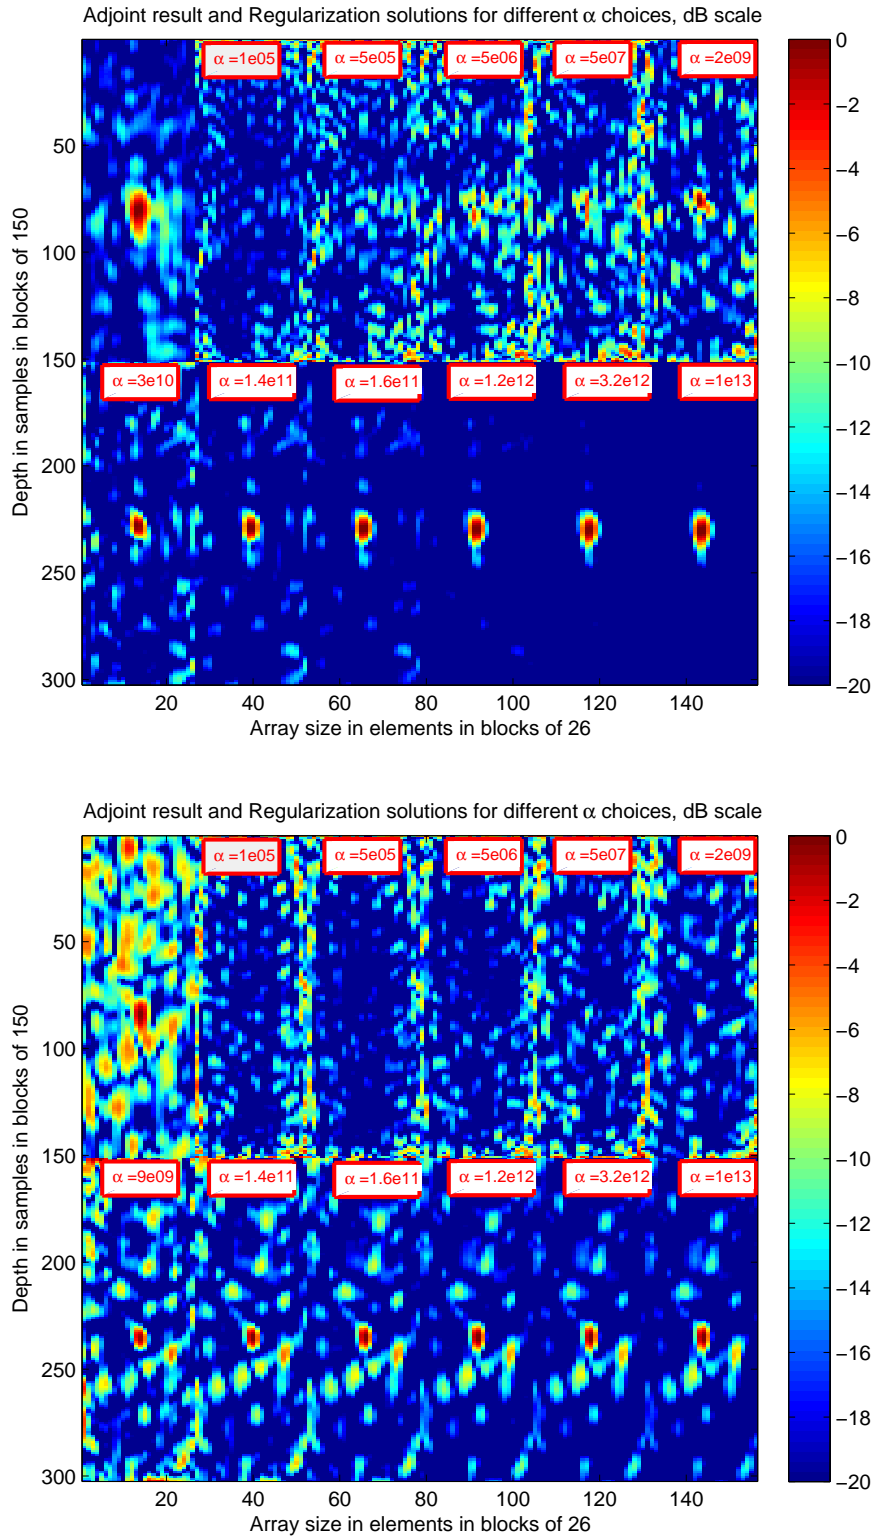 Adjoint result and Regularization solutions for different α choices, dB scale
α =1e05 α =5e05 α =5e06 α =5e07 α =2e09
α =3e10 α =1.4e11 α =1.6e11 α =1.2e12 α =3.2e12 α =1e13
50
100
150
200
250
300
Depth in samples in blocks of 150
20 40 60 80 100 120 140
Array size in elements in blocks of 26
0
−2
−4
−6
−8
−10
−12
−14
−16
−18
−20
Adjoint result and Regularization solutions for different α choices, dB scale
α =1e05 α =5e05 α =5e06 α =5e07 α =2e09
α =9e09 α =1.4e11 α =1.6e11 α =1.2e12 α =3.2e12 α =1e13
50
100
150
200
250
300
Depth in samples in blocks of 150
20 40 60 80 100 120 140
Array size in elements in blocks of 26
0
−2
−4
−6
−8
−10
−12
−14
−16
−18
−20